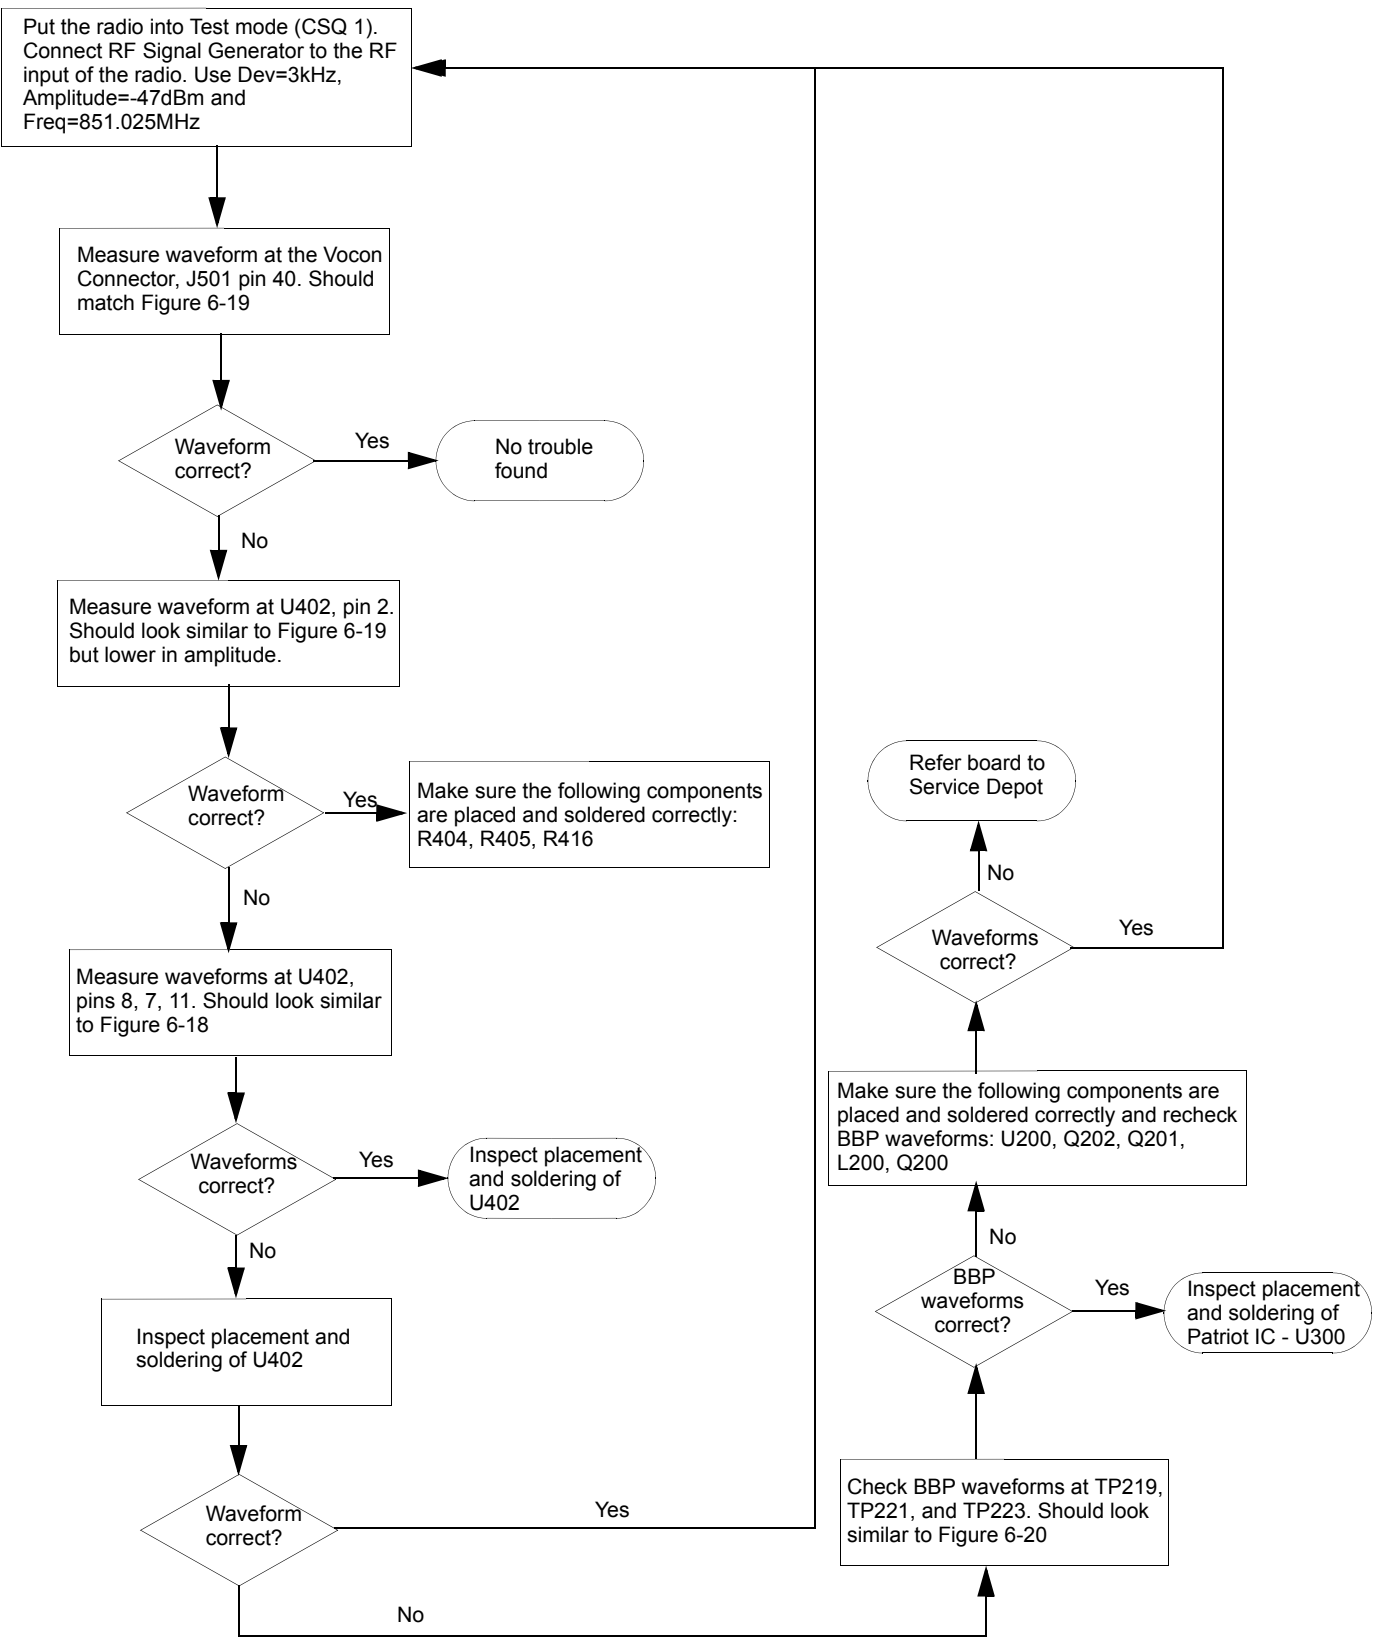 Put the radio into Test mode (CSQ 1).
Connect RF Signal Generator to the RF
input of the radio. Use Dev=3kHz,
Amplitude=-47dBm and
Freq=851.025MHz
Measure waveform at the Vocon
Connector, J501 pin 40. Should
match Figure 6-19
Waveform
correct?
Yes
No trouble
found
No
Measure waveform at U402, pin 2.
Should look similar to Figure 6-19
but lower in amplitude.
Waveform
correct?
Yes
Make sure the following components
are placed and soldered correctly:
R404, R405, R416
No
Measure waveforms at U402,
pins 8, 7, 11. Should look similar
to Figure 6-18
Waveforms
correct?
Yes
Inspect placement
and soldering of
U402
No
Inspect placement and
soldering of U402
Waveform
correct?
Yes
No
Check BBP waveforms at TP219,
TP221, and TP223. Should look
similar to Figure 6-20
BBP
waveforms
correct?
Yes
Inspect placement
and soldering of
Patriot IC - U300
No
Make sure the following components are
placed and soldered correctly and recheck
BBP waveforms: U200, Q202, Q201,
L200, Q200
Waveforms
correct?
Yes
No
Refer board to
Service Depot